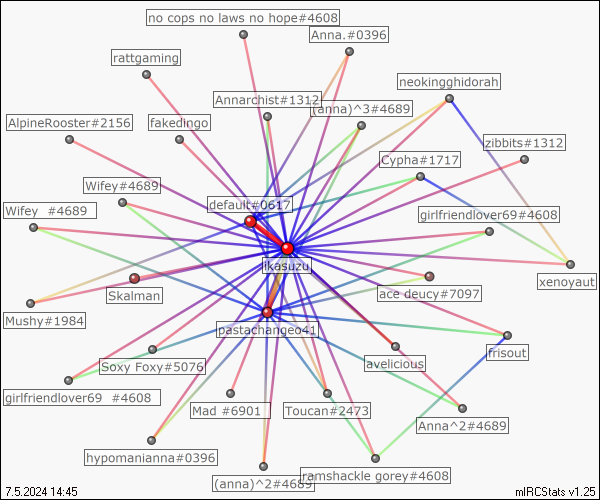 no cops no laws no hope#4608
Anna.#0396
rattgaming
neokingghidorah
Annarchist#1312
(anna)^3#4689
AlpineRooster#2156
fakedingo
zibbits#1312
Cypha#1717
Wifey#4689
default#0617
Wifey  #4689
girlfriendlover69#4608
ikasuzu
xenoyaut
Skalman
ace deucy#7097
Mushy#1984
pastachangeo41
frisout
Soxy Foxy#5076
avelicious
girlfriendlover69  #4608
Mad #6901
Toucan#2473
Anna^2#4689
hypomanianna#0396
ramshackle gorey#4608
(anna)^2#4689
7.5.2024 14:45
mIRCStats v1.25